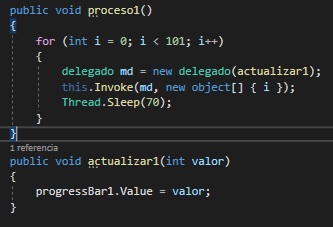 public void proceso1()
{
for (int i = 0; i < 101; i++)
{
delegado md = new delegado(actualizar1);
this.Invoke(md, new object[] { i });
Thread.Sleep(70);
}
}
1 referencia
public void actualizar1(int valor)
{
progressBar1.Value = valor;
}